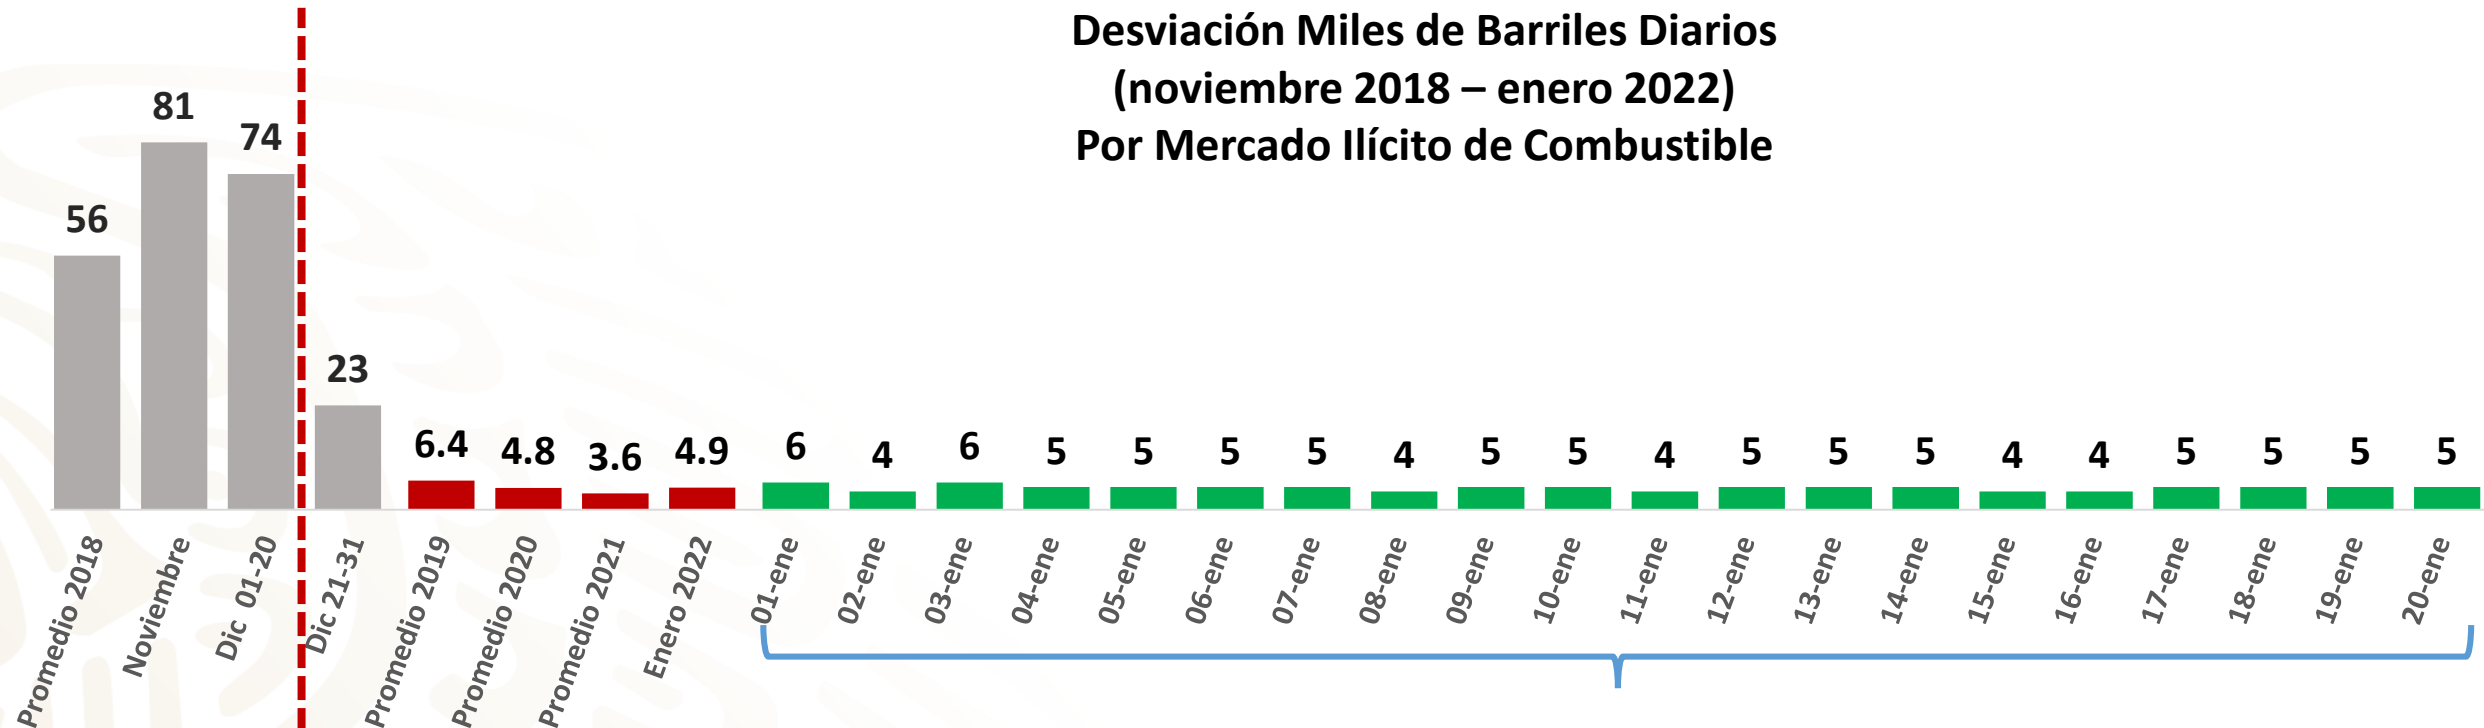 Desviación Miles de Barriles Diarios
(noviembre 2018 – enero 2022)
Por Mercado Ilícito de Combustible
56
81
74
23
6.4
4.8
3.6
4.9
6
4
6
5
5
5
5
4
5
5
4
5
5
5
4
4
5
5
5
5
Promedio 2018
Noviembre
Dic 01-20
Dic 21-31
Promedio 2019
Promedio 2020
Promedio 2021
Enero 2022
01-ene
02-ene
03-ene
04-ene
05-ene
06-ene
07-ene
08-ene
09-ene
10-ene
11-ene
12-ene
13-ene
14-ene
15-ene
16-ene
17-ene
18-ene
19-ene
20-ene